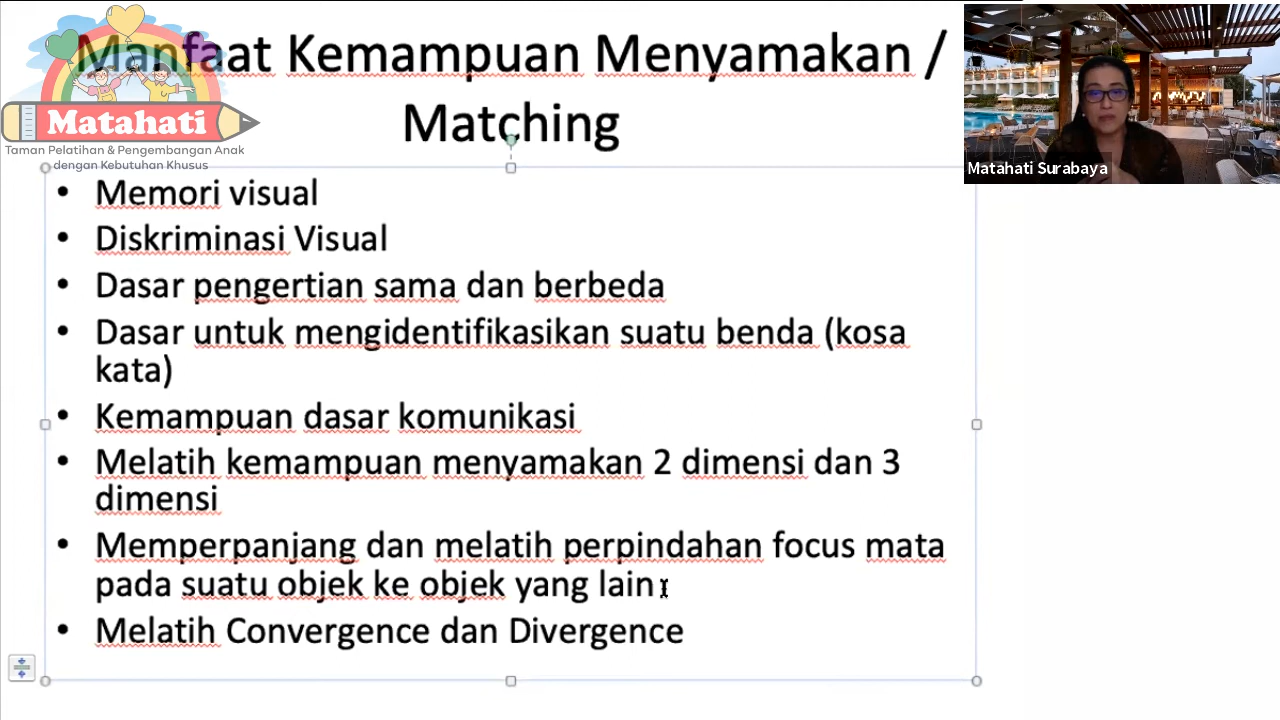 Manfaat Kemampuan Menyamakan /
Matching
Matahati
Taman Pelatihan & Pengembangan Anak
dengan Kebutuhan Khusus
Matahati Surabaya
• Memori visual
• Diskriminasi Visual
• Dasar pengertian sama dan berbeda
• Dasar untuk mengidentifikasikan suatu benda (kosa
kata)
• Kemampuan dasar komunikasi
• Melatih kemampuan menyamakan 2 dimensi dan 3
dimensi
• Memperpanjang dan melatih perpindahan focus mata
pada suatu objek ke objek yang lain
• Melatih Convergence dan Divergence